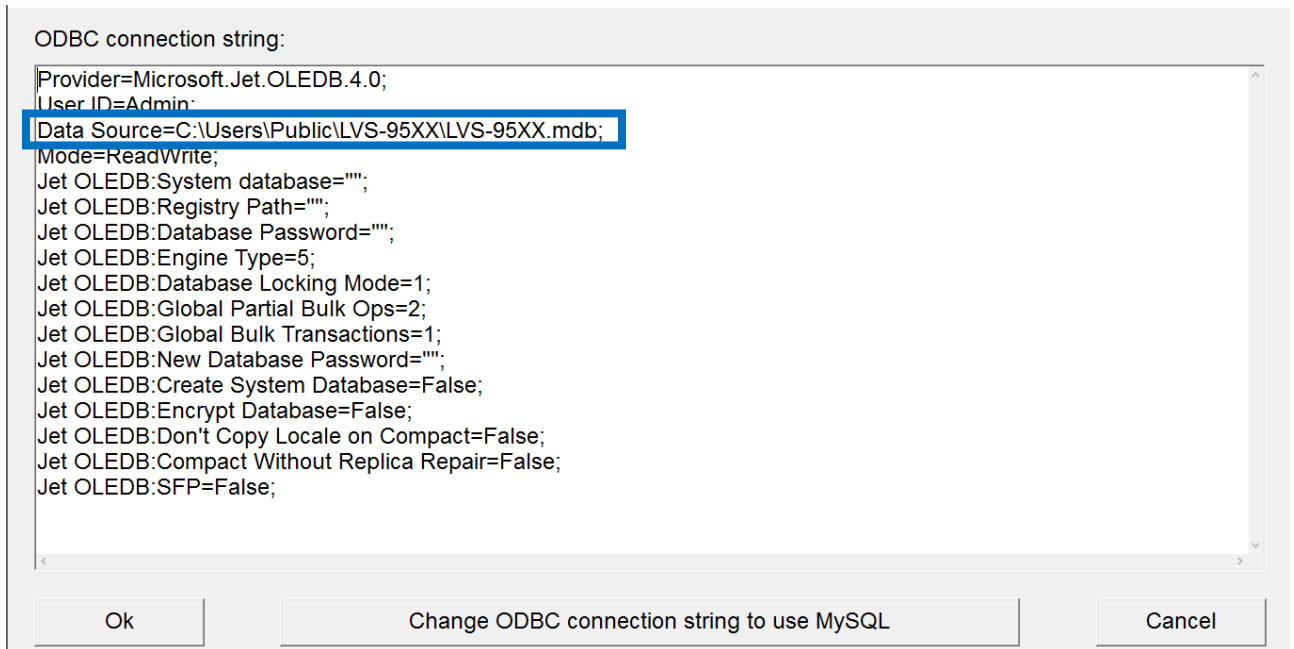 ODBC connection string:
Provider=Microsoft.Jet.OLEDB.4.0;
User ID=Admin;
Data Source=C:\Users\Public\LVS-95XX\LVS-95XX.mdb;
Mode=ReadWrite;
Jet OLEDB:System database="";
Jet OLEDB:Registry Path="";
Jet OLEDB:Database Password="";
Jet OLEDB:Engine Type=5;
Jet OLEDB:Database Locking Mode=1;
Jet OLEDB:Global Partial Bulk Ops=2;
Jet OLEDB:Global Bulk Transactions=1;
Jet OLEDB:New Database Password="";
Jet OLEDB:Create System Database=False;
Jet OLEDB:Encrypt Database=False;
Jet OLEDB:Don't Copy Locale on Compact=False;
Jet OLEDB:Compact Without Replica Repair=False;
Jet OLEDB:SFP=False;
Ok
Change ODBC connection string to use MySQL
Cancel